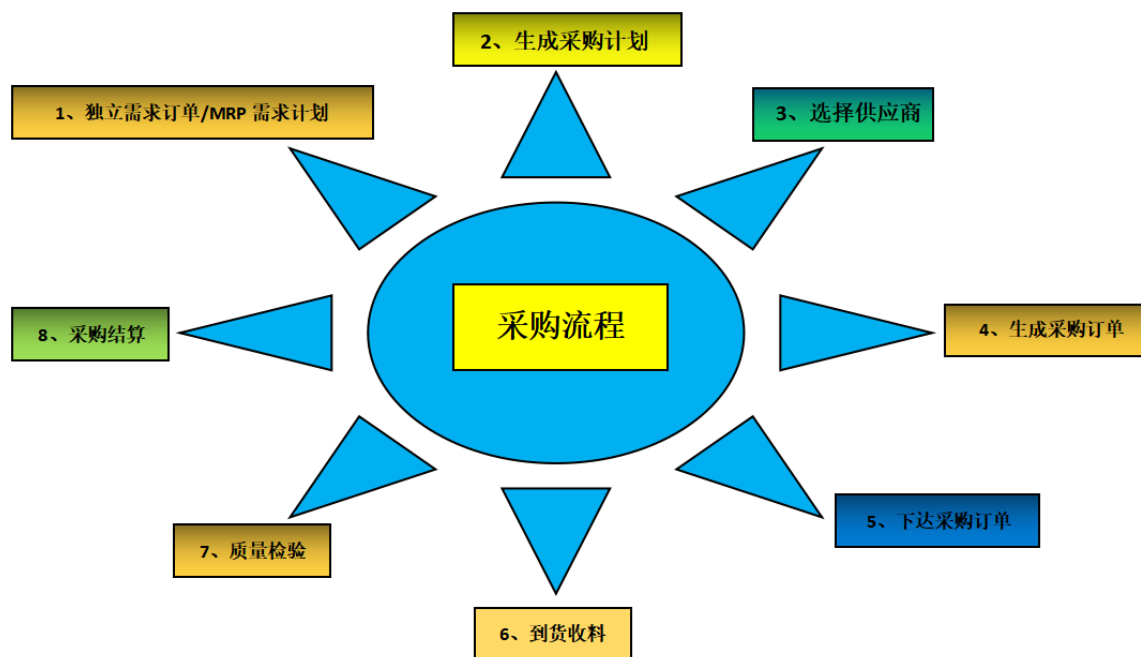 2、生成采购计划
1、独立需求订单/MRP 需求计划
3、选择供应商
采购流程
8、采购结算
4、生成采购订单
7、质量检验
5、下达采购订单
6、到货收料